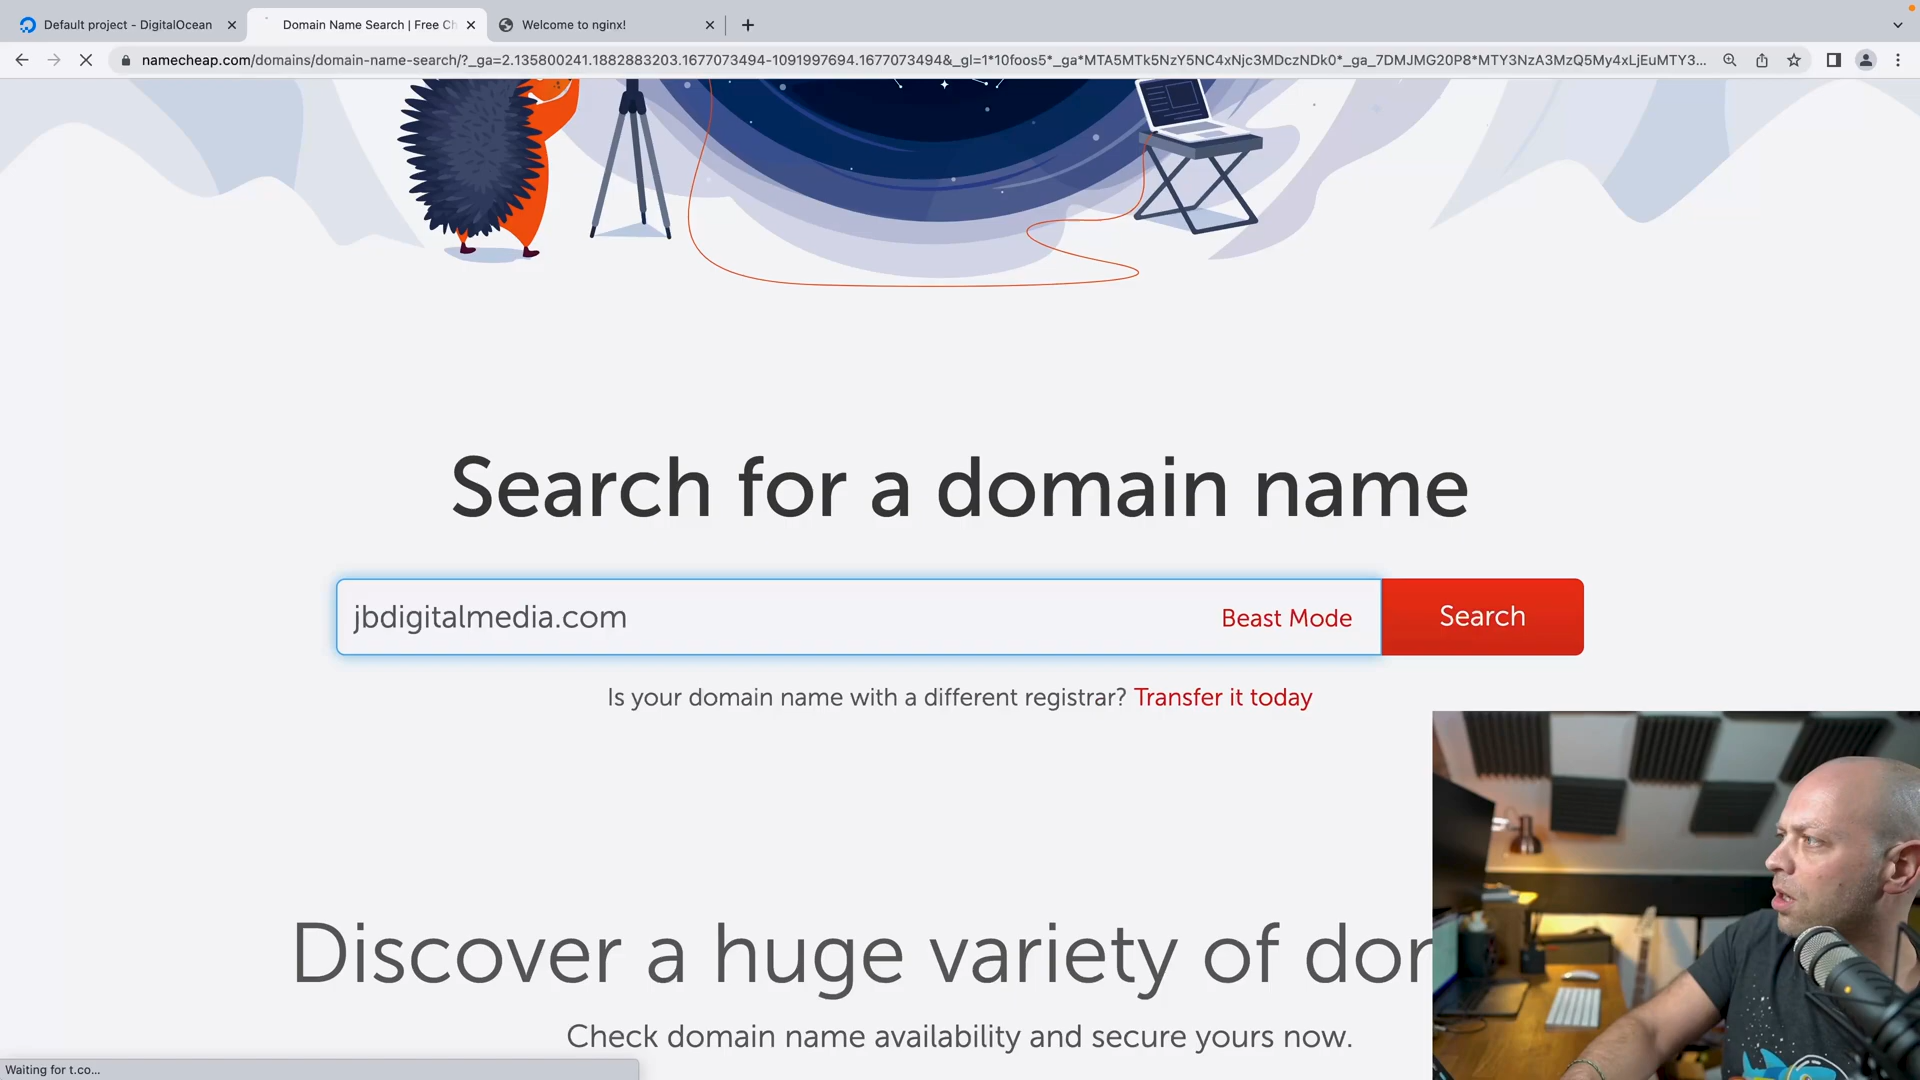 Default project - DigitalOcean
Domain Name Search | Free Ch
Welcome to nginx!
namecheap.com/domains/domain-name-search/?_ga=2.135800241.1882883203.1677073494-1091997694.1677073494&_gl=1*10foos5*_ga*MTA5MTk5NzY5NC4xNjc3MDczNDk0*_ga_7DMJMG20P8*MTY3NzA3MzQ5My4xLjEuMTY3...
Search for a domain name
jbdigitalmedia.com
Beast Mode
Search
Is your domain name with a different registrar? Transfer it today
Discover a huge variety of dor
Check domain name availability and secure yours now.
Waiting for t.co...